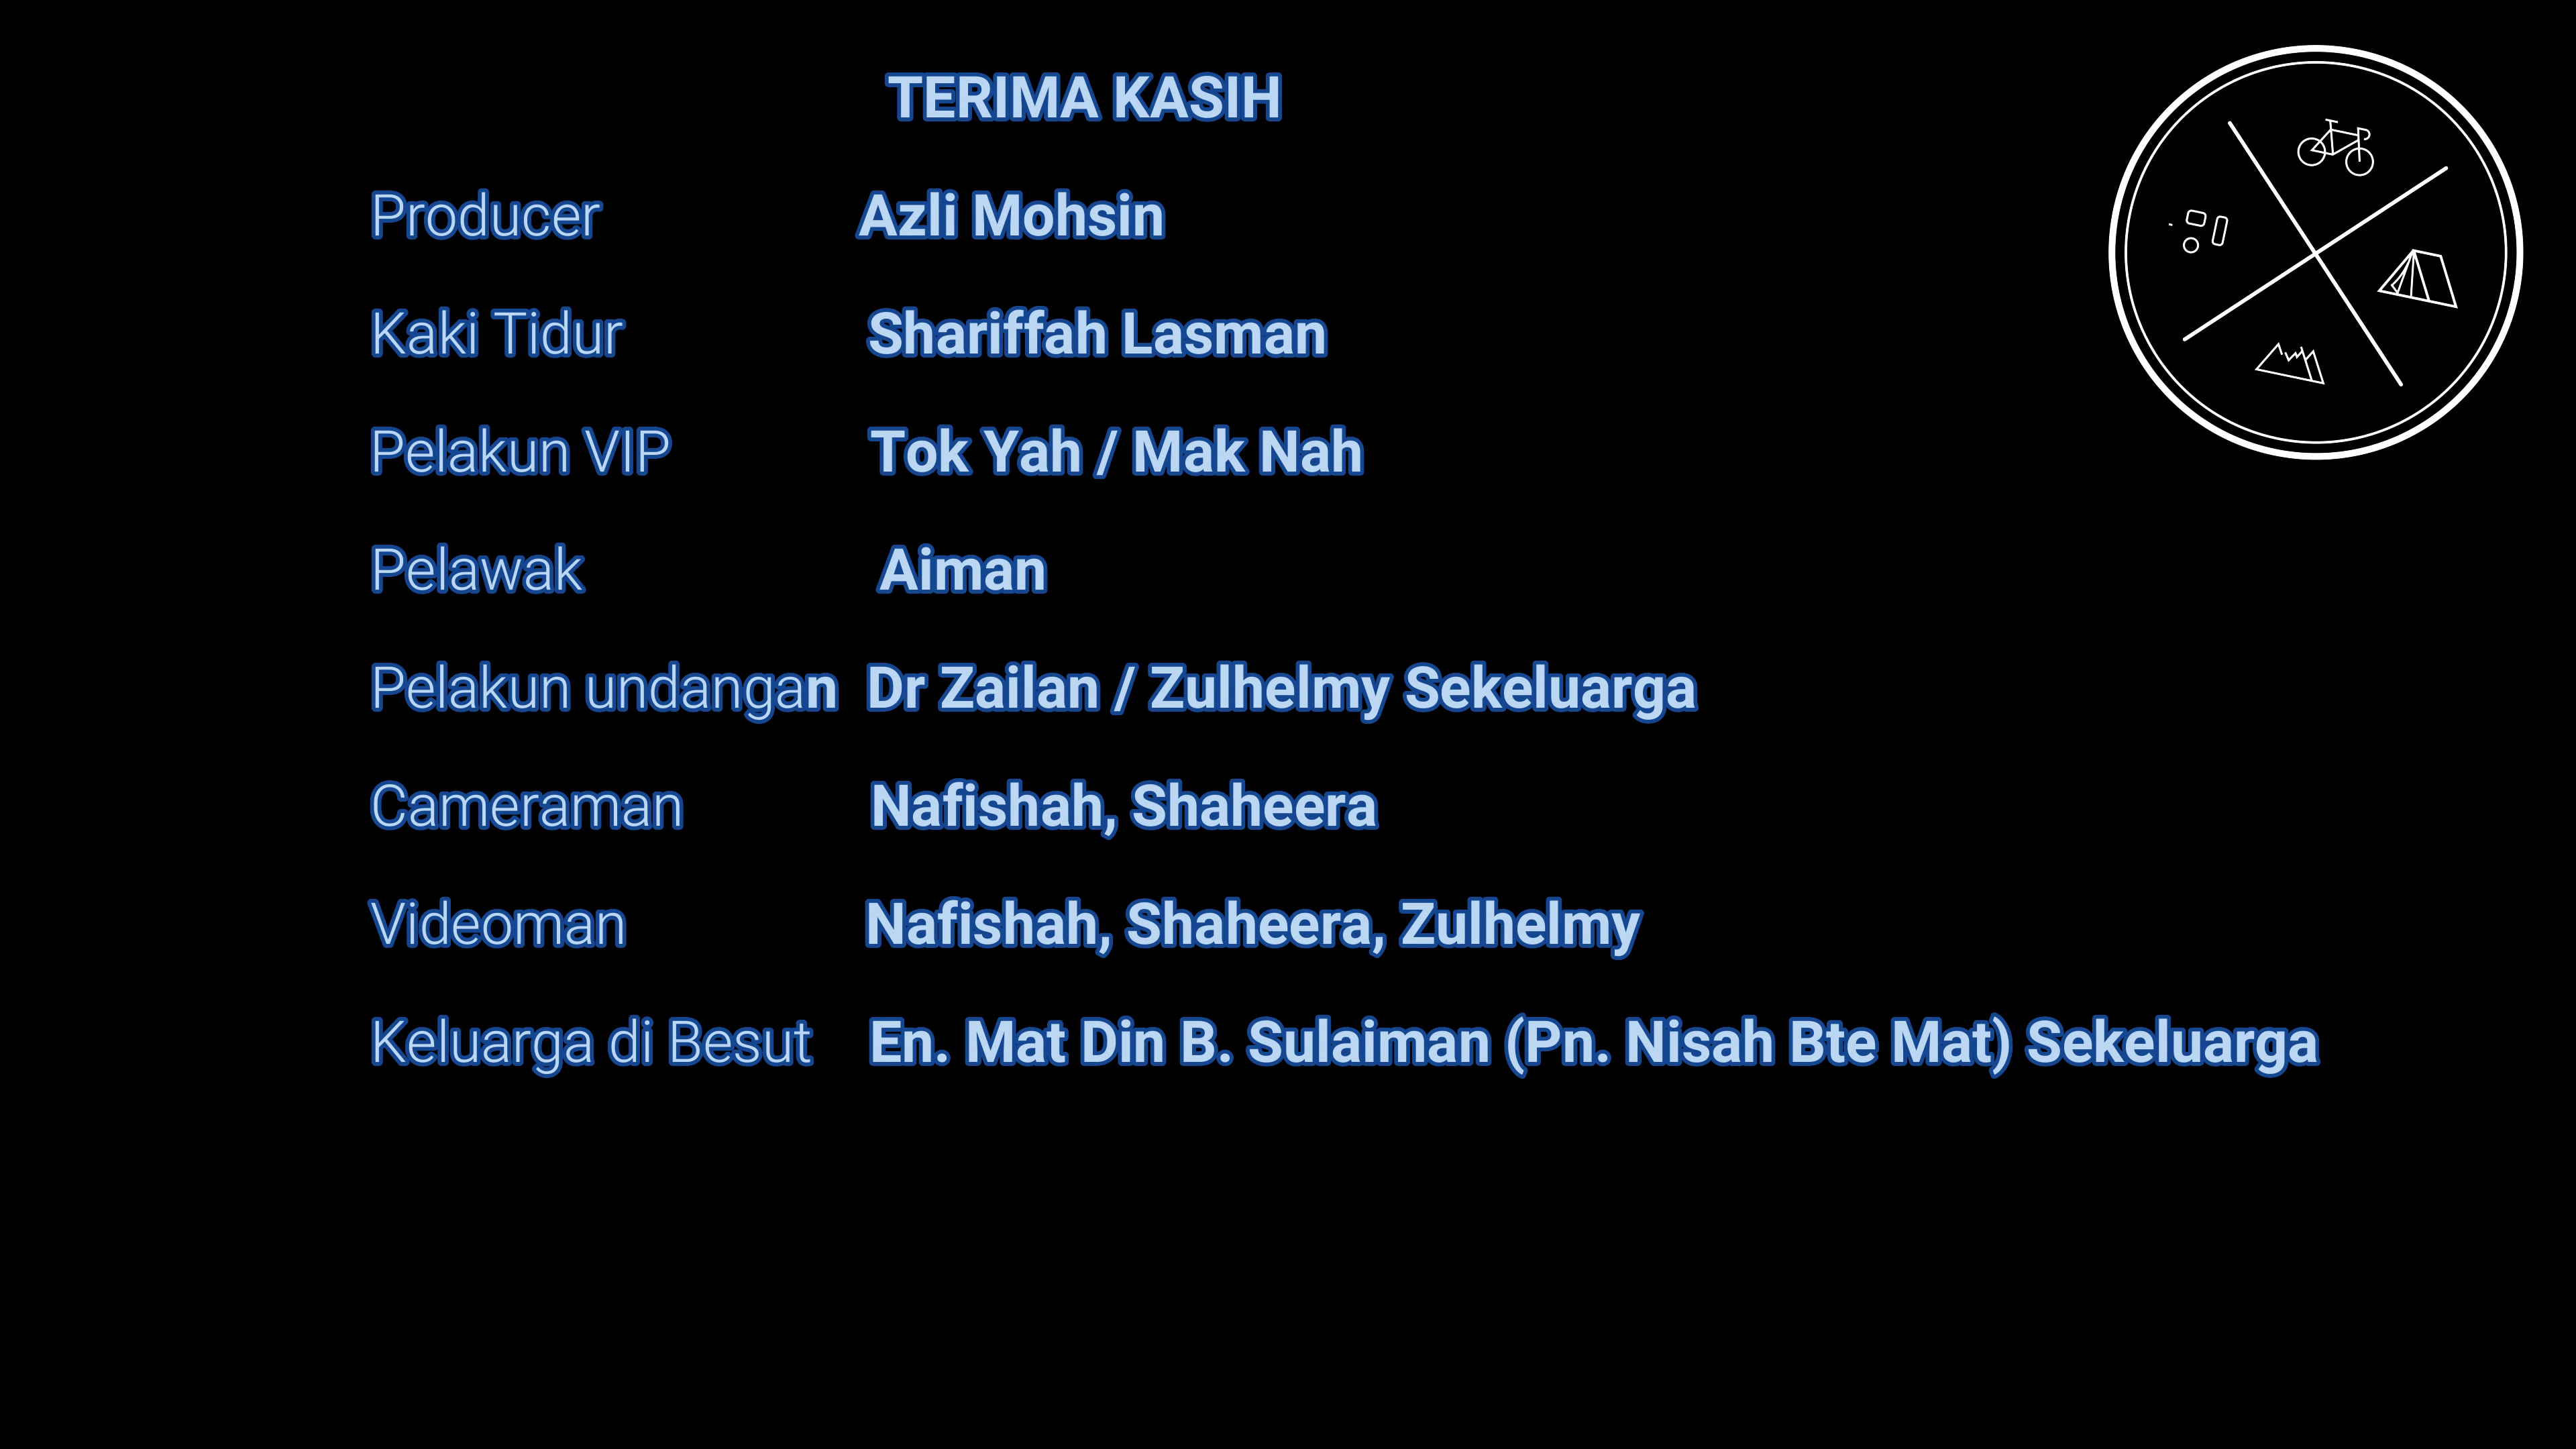 TERIMA KASIH
Producer Azli Mohsin
Kaki Tidur Shariffah Lasman
Pelakun VIP Tok Yah / Mak Nah
Pelawak Aiman
Pelakun undangan Dr Zailan / Zulhelmy Sekeluarga
Cameraman Nafishah, Shaheera
Videoman Nafishah, Shaheera, Zulhelmy
Keluarga di Besut En. Mat Din B. Sulaiman (Pn. Nisah Bte Mat) Sekeluarga